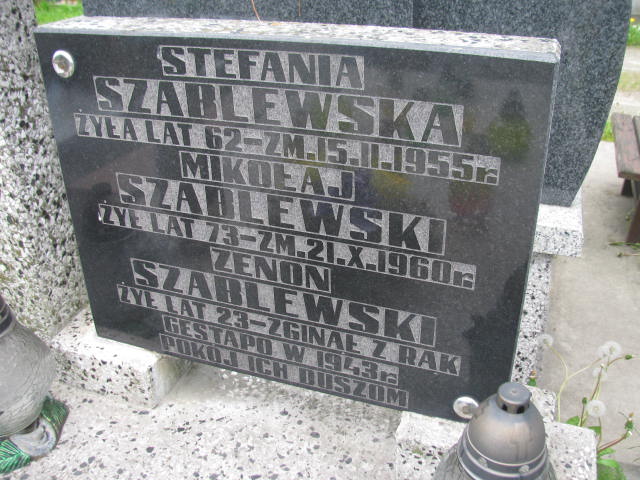 STEFANIA
SZABLEWSKA
ŻYŁA LAT 62-ZM.15.II.1955r.
MIKOŁAJ
SZABLEWSKI
ŻYŁ LAT 73-ZM.21.X.1960r.
ZENON
SZABLEWSKI
ŻYŁ LAT 23-ZGINAŁ Z RĄK
GESTAPO W 1943r.
POKÓJ ICH DUSZOM